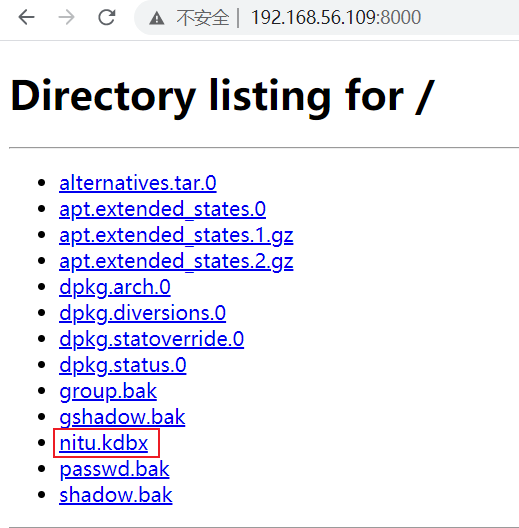 不安全 | 192.168.56.109:8000
Directory listing for /
alternatives.tar.0
apt.extended_states.0
apt.extended_states.1.gz
apt.extended_states.2.gz
dpkg.arch.0
dpkg.diversions.0
dpkg.statoverride.0
dpkg.status.0
group.bak
gshadow.bak
nitu.kdbx
passwd.bak
shadow.bak